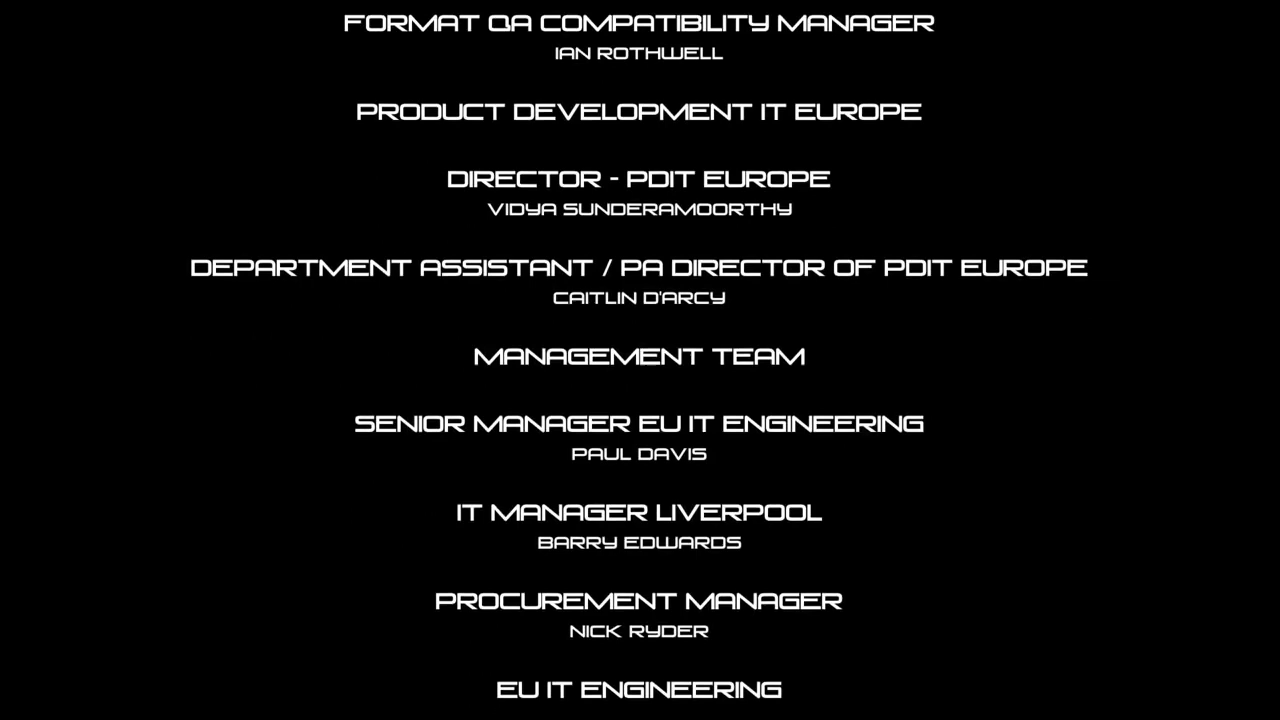 FORMAT QA COMPATIBILITY MANAGER
IAN ROTHWELL
PRODUCT DEVELOPMENT IT EUROPE
DIRECTOR - PDIT EUROPE
VIDYA SUNDERAMOORTHY
DEPARTMENT ASSISTANT / PA DIRECTOR OF PDIT EUROPE
CAITLIN D'ARCY
MANAGEMENT TEAM
SENIOR MANAGER EU IT ENGINEERING
PAUL DAVIS
IT MANAGER LIVERPOOL
BARRY EDWARDS
PROCUREMENT MANAGER
NICK RYDER
EU IT ENGINEERING